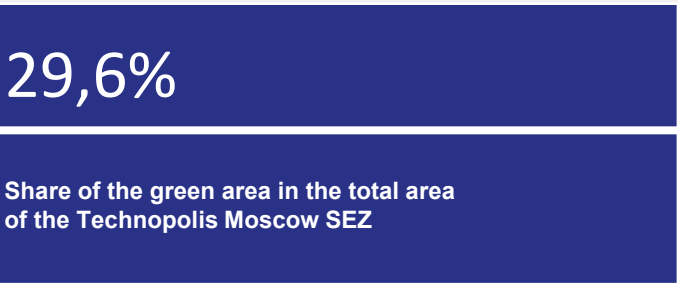 29,6%
Share of the green area in the total area
of the Technopolis Moscow SEZ